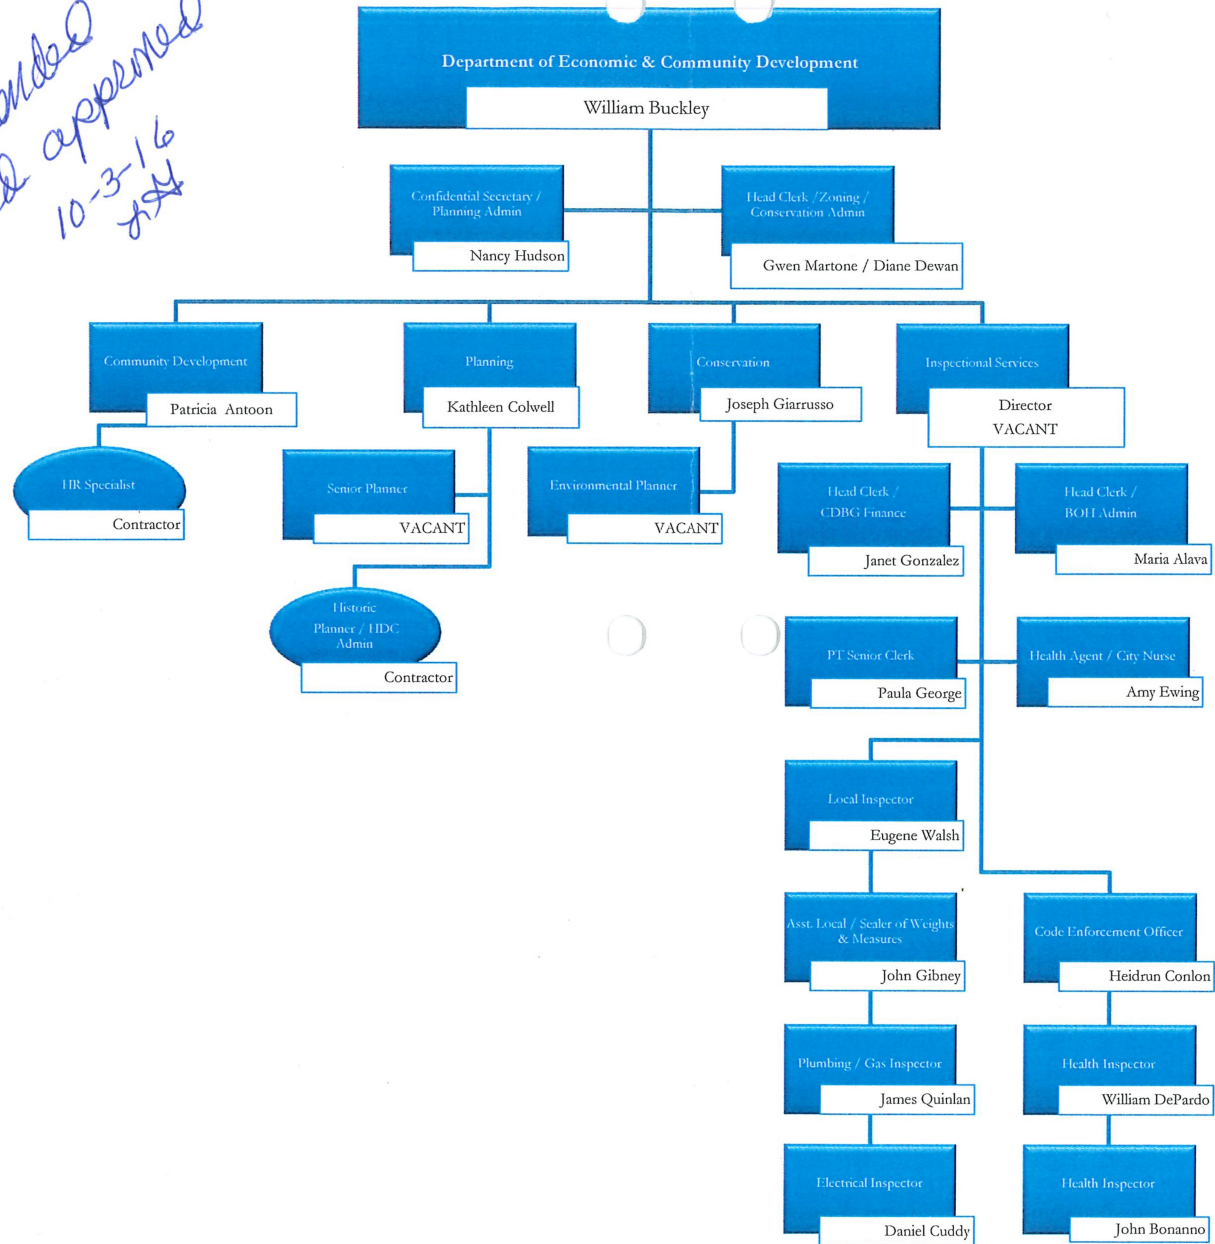 approved
10-3-16
Department of Economic & Community Development
William Buckley
Confidential Secretary /
Planning Admin
Nancy Hudson
Head Clerk /Zoning /
Conservation Admin
Gwen Martone / Diane Dewan
Community Development
Patricia Antoon
Planning
Kathleen Colwell
Conservation
Joseph Giarrusso
Inspectional Services
Director
VACANT
HR Specialist
Contractor
Senior Planner
VACANT
Environmental Planner
VACANT
Head Clerk /
CDBG Finance
Janet Gonzalez
Head Clerk /
BOH Admin
Maria Alava
Historic
Planner / HDC
Admin
Contractor
PT Senior Clerk
Paula George
Health Agent / City Nurse
Amy Ewing
Local Inspector
Eugene Walsh
Asst. Local / Sealer of Weights
& Measures
John Gibney
Code Enforcement Officer
Heidrun Conlon
Plumbing / Gas Inspector
James Quinlan
Health Inspector
William DePardo
Electrical Inspector
Daniel Cuddy
Health Inspector
John Bonanno